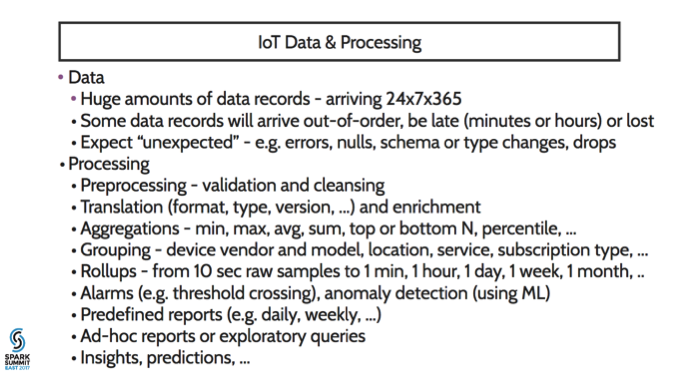 IoT Data & Processing
• Data
• Huge amounts of data records - arriving 24x7x365
• Some data records will arrive out-of-order, be late (minutes or hours) or lost
• Expect “unexpected” - e.g. errors, nulls, schema or type changes, drops
• Processing
• Preprocessing - validation and cleansing
• Translation (format, type, version, ...) and enrichment
• Aggregations - min, max, avg, sum, top or bottom N, percentile, ...
• Grouping - device vendor and model, location, service, subscription type, ...
• Rollups - from 10 sec raw samples to 1 min, 1 hour, 1 day, 1 week, 1 month, ..
• Alarms (e.g. threshold crossing), anomaly detection (using ML)
• Predefined reports (e.g. daily, weekly, ...)
• Ad-hoc reports or exploratory queries
• Insights, predictions, ...
SPARK
SUMMIT
EAST 2017